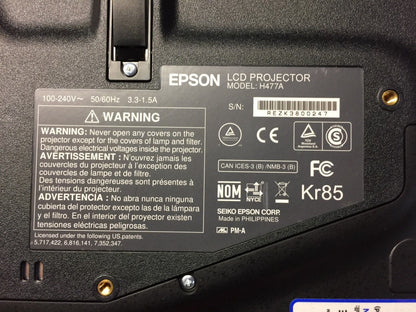 EPSON LCD PROJECTOR
MODEL: H477A
100-240V~ 50/60Hz 3.3-1.5A
S/N:
REZK3800247
WARNING
WARNING: Never open any covers on the
projector except for the covers of lamp and filter.
Dangerous electrical voltages inside the projector.
AVERTISSEMENT : N'ouvrez jamais les
couvercles du projecteur excepté les
couvercles de lampe et de filtre.
Des tensions dangereuses sont présentes à
l'intérieur du projecteur.
ADVERTENCIA : No abra nunca ninguna
cubierta del protector excepto las de la lámpara
y el filtro. En el interior del proyector existen
tensiones eléctricas peligrosas.
Licensed under the following US patents.
5,717,422, 6,816,141, 7,352,347.
CAN ICES-3 (B) /NMB-3 (B)
FC
NOM
NYCE
Kr85
SEIKO EPSON CORP.
Made in PHILIPPINES
PM-A